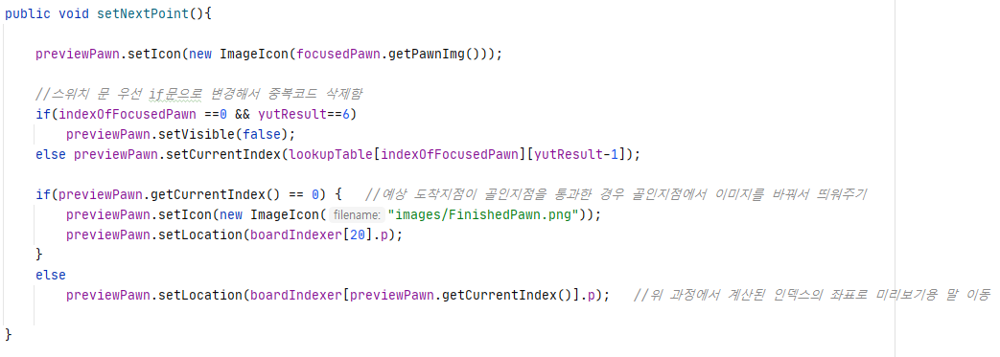 public void setNextPoint(){
previewPawn.setIcon(new ImageIcon(focusedPawn.getPawnImg()));
//스위치 문 우선 if문으로 변경해서 중복코드 삭제함
if(indexOfFocusedPawn ==0 && yutResult==6)
previewPawn.setVisible(false);
else previewPawn.setCurrentIndex(lookupTable[indexOfFocusedPawn][yutResult-1]);
if(previewPawn.getCurrentIndex() == 0) { //예상 도착지점이 골인지점을 통과한 경우 골인지점에서 이미지를 바꿔서 띄워주기
previewPawn.setIcon(new ImageIcon( filename: "images/FinishedPawn.png"));
previewPawn.setLocation(boardIndexer[20].p);
}
else
previewPawn.setLocation(boardIndexer[previewPawn.getCurrentIndex()].p); //위 과정에서 계산된 인덱스의 좌표로 미리보기용 말 이동
}